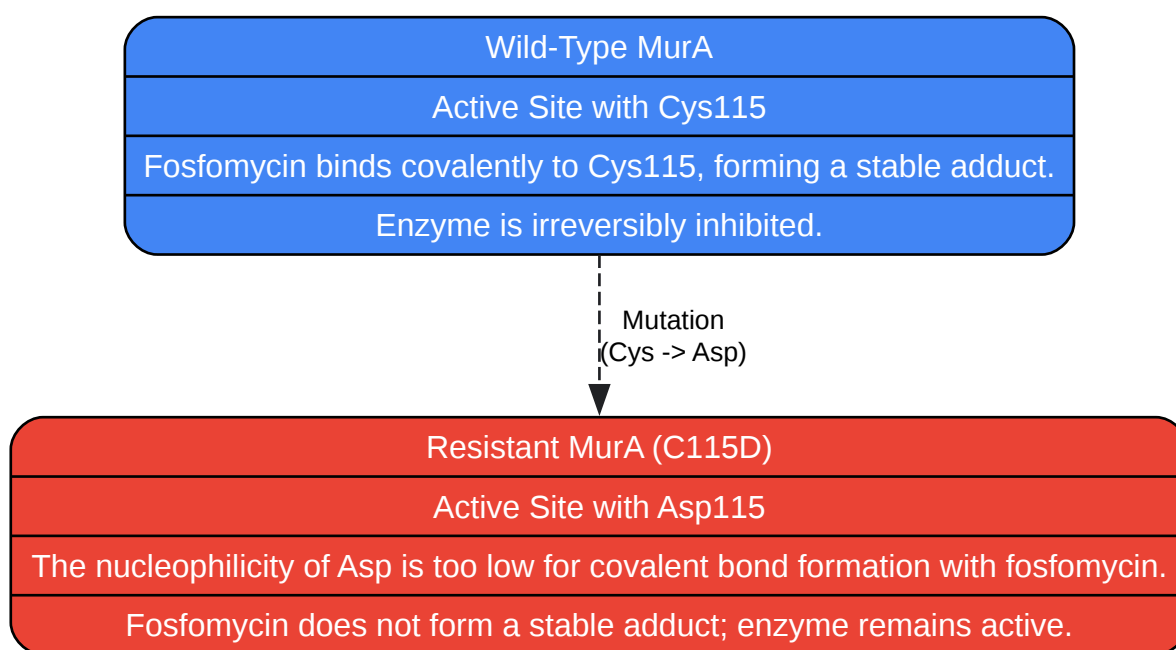 Wild-Type MurA
Active Site with Cys115
Fosfomycin binds covalently to Cys115, forming a stable adduct.
Enzyme is irreversibly inhibited.
Mutation
(Cys -> Asp)
Resistant MurA (C115D)
Active Site with Asp115
The nucleophilicity of Asp is too low for covalent bond formation with fosfomycin.
Fosfomycin does not form a stable adduct; enzyme remains active.